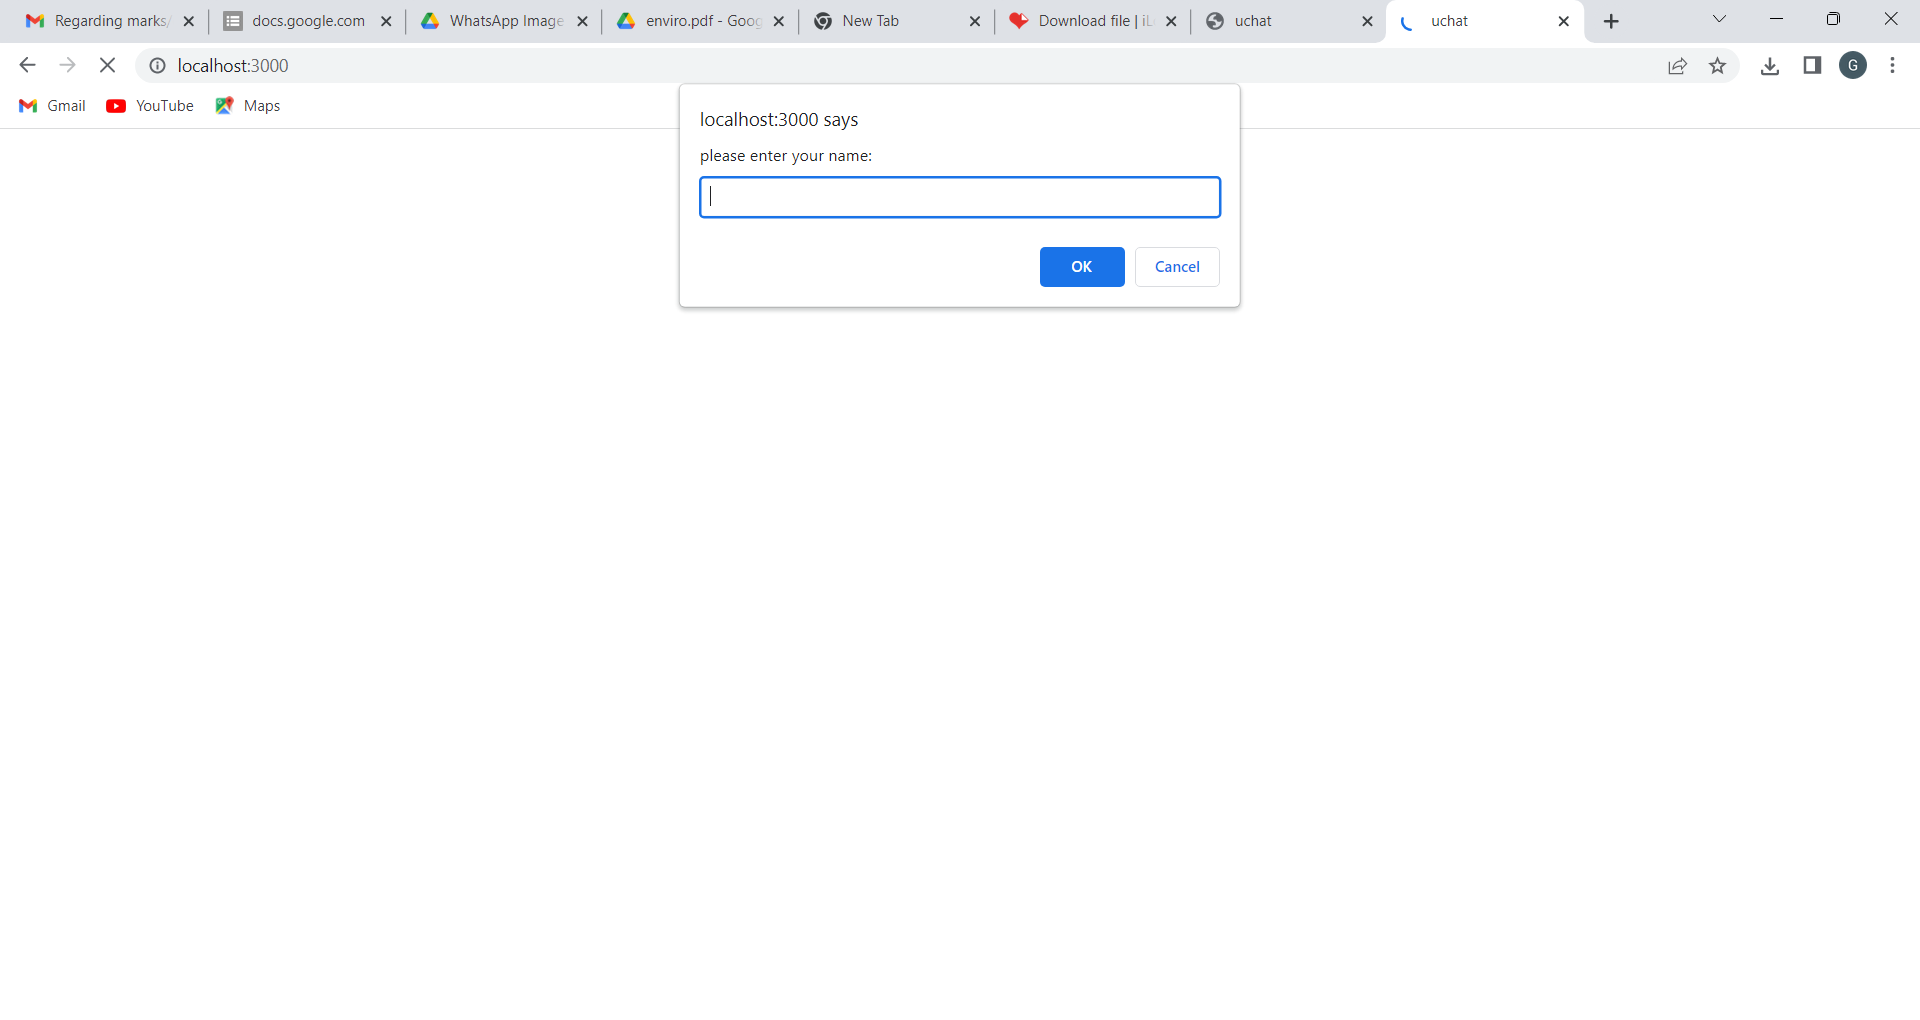 Regarding marks/
docs.google.com
WhatsApp Image
enviro.pdf - Goog
New Tab
Download file | iL
uchat
uchat
localhost:3000
G
Gmail
YouTube
Maps
localhost:3000 says
please enter your name:
OK
Cancel